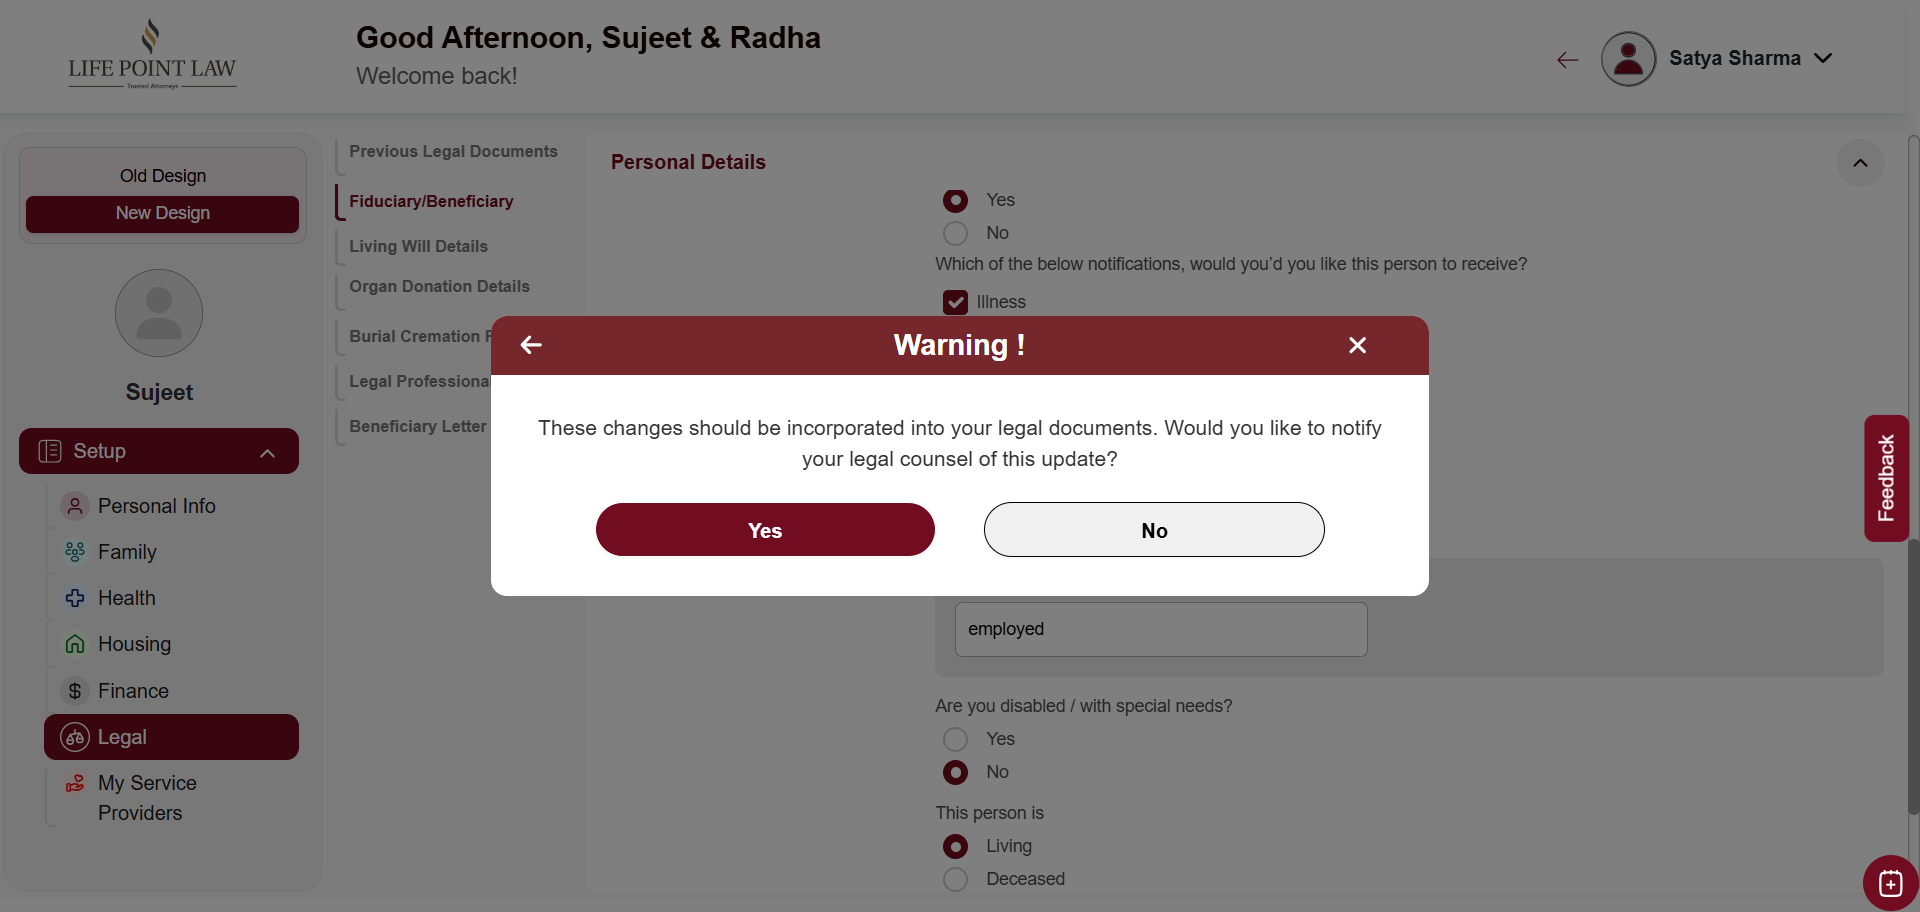 LIFE POINT LAW
Trusted Attorneys
Good Afternoon, Sujeet & Radha
Welcome back!
Satya Sharma
Old Design
New Design
Sujeet
Setup
Personal Info
Family
Health
Housing
Finance
Legal
My Service
Providers
Previous Legal Documents
Fiduciary/Beneficiary
Living Will Details
Organ Donation Details
Burial Cremation
Legal Professional
Beneficiary Letter
Personal Details
Yes
No
Which of the below notifications, would you'd you like this person to receive?
Illness
Warning !
These changes should be incorporated into your legal documents. Would you like to notify
your legal counsel of this update?
Yes
No
employed
Are you disabled / with special needs?
Yes
No
This person is
Living
Deceased
Feedback